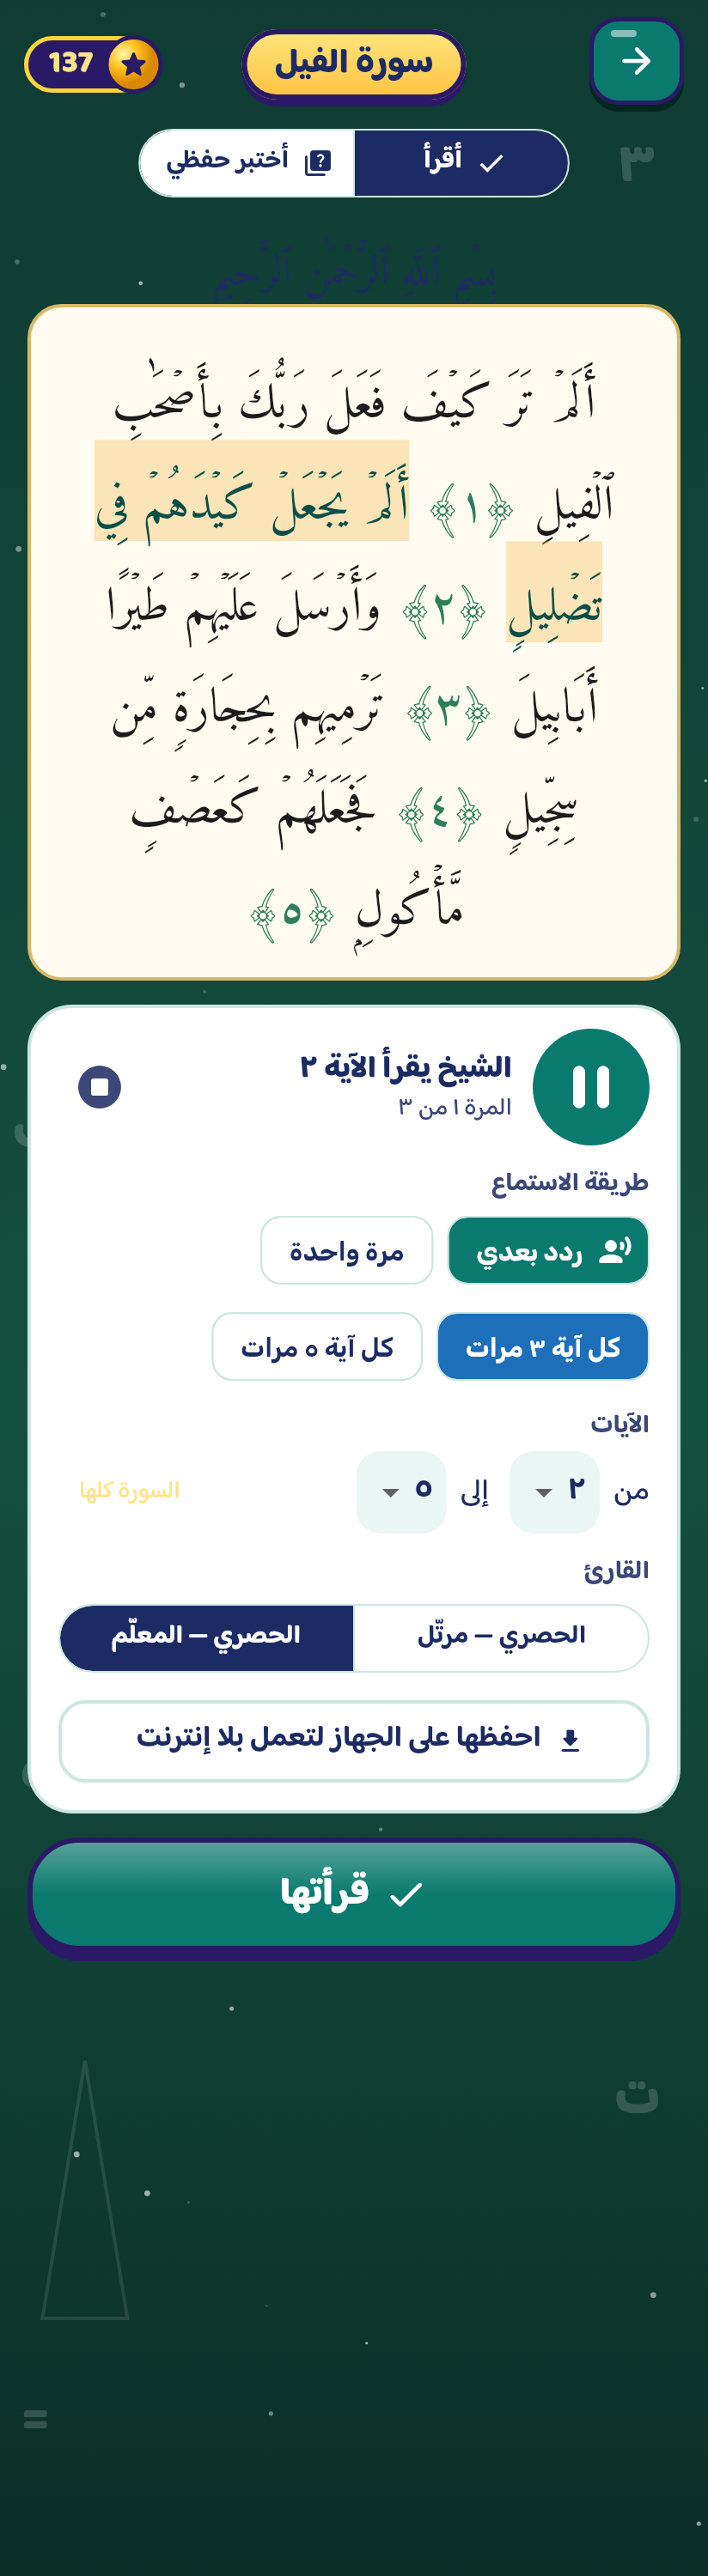 137
سورة الفيل
أقرأ
أختبر حفظي
٣
بِسۡمِ ٱللَّهِ ٱلرَّحۡمَٰنِ ٱلرَّحِيمِ
أَلَمۡ تَرَ كَيۡفَ فَعَلَ رَبُّكَ بِأَصۡحَٰبِ
ٱلۡفِيلِ ﴿١﴾ أَلَمۡ يَجۡعَلۡ كَيۡدَهُمۡ فِي
تَضۡلِيلٖ ﴿٢﴾ وَأَرۡسَلَ عَلَيۡهِمۡ طَيۡرًا
أَبَابِيلَ ﴿٣﴾ تَرۡمِيهِم بِحِجَارَةٖ مِّن
سِجِّيلٖ ﴿٤﴾ فَجَعَلَهُمۡ كَعَصۡفٖ
مَّأۡكُولِۭ ﴿٥﴾
الشيخ يقرأ الآية ٢
المرة ١ من ٣
طريقة الاستماع
ردد بعدي
مرة واحدة
كل آية ٣ مرات
كل آية ٥ مرات
الآيات
من ٢ إلى ٥
السورة كلها
القارئ
الحصري — مرتّل
الحصري — المعلّم
احفظها على الجهاز لتعمل بلا إنترنت
قرأتها
ت
=